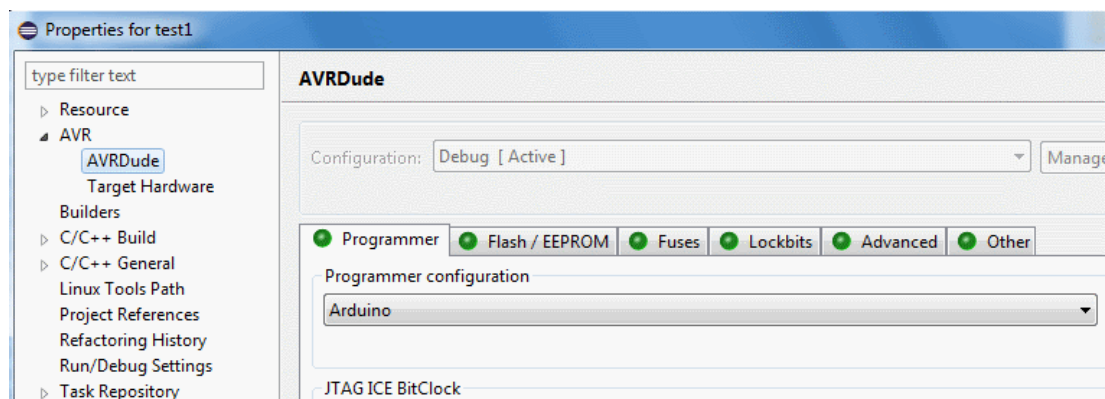 Properties for test1
type filter text
Resource
AVR
AVRDude
Target Hardware
Builders
C/C++ Build
C/C++ General
Linux Tools Path
Project References
Refactoring History
Run/Debug Settings
Task Repository
AVRDude
Configuration: Debug [ Active ] Manage
Programmer Flash / EEPROM Fuses Lockbits Advanced Other
Programmer configuration
Arduino
JTAG ICE BitClock